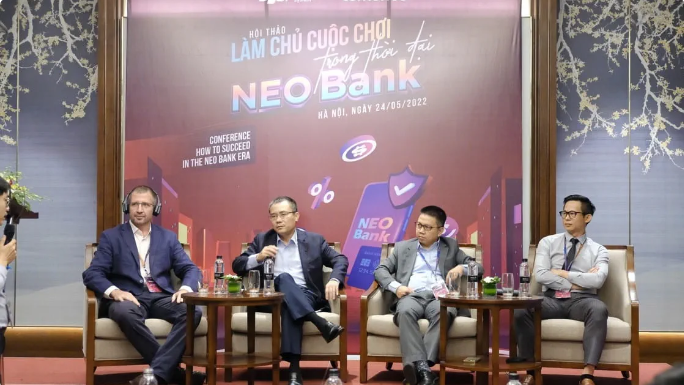 HỘI THẢO
LÀM CHỦ CUỘC CHƠI
trong thời đại
NEO Bank
HÀ NỘI, NGÀY 24/05/2022
CONFERENCE
HOW TO SUCCEED
IN THE NEO BANK ERA
%
NEO
Bank